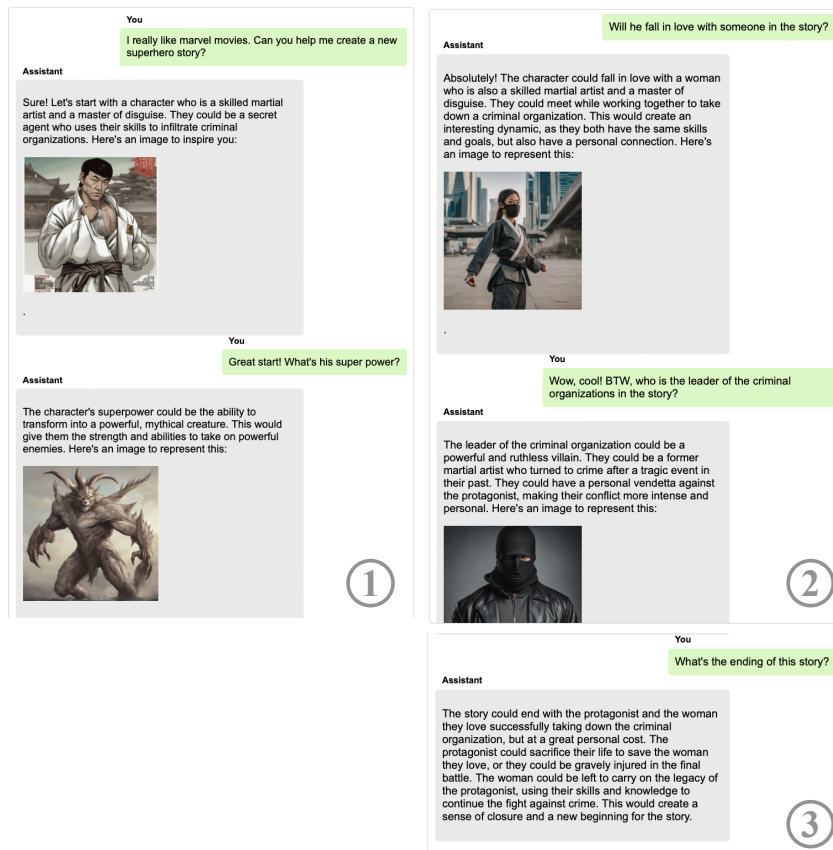 You
I really like marvel movies. Can you help me create a new
superhero story?
Assistant
Sure! Let's start with a character who is a skilled martial
artist and a master of disguise. They could be a secret
agent who uses their skills to infiltrate criminal
organizations. Here's an image to inspire you:
.
You
Great start! What's his super power?
Assistant
The character's superpower could be the ability to
transform into a powerful, mythical creature. This would
give them the strength and abilities to take on powerful
enemies. Here's an image to represent this:
1
Will he fall in love with someone in the story?
Assistant
Absolutely! The character could fall in love with a woman
who is also a skilled martial artist and a master of
disguise. They could meet while working together to take
down a criminal organization. This would create an
interesting dynamic, as they both have the same skills
and goals, but also have a personal connection. Here's
an image to represent this:
.
You
Wow, cool! BTW, who is the leader of the criminal
organizations in the story?
Assistant
The leader of the criminal organization could be a
powerful and ruthless villain. They could be a former
martial artist who turned to crime after a tragic event in
their past. They could have a personal vendetta against
the protagonist, making their conflict more intense and
personal. Here's an image to represent this:
2
You
What's the ending of this story?
Assistant
The story could end with the protagonist and the woman
they love successfully taking down the criminal
organization, but at a great personal cost. The
protagonist could sacrifice their life to save the woman
they love, or they could be gravely injured in the final
battle. The woman could be left to carry on the legacy of
the protagonist, using their skills and knowledge to
continue the fight against crime. This would create a
sense of closure and a new beginning for the story.
3